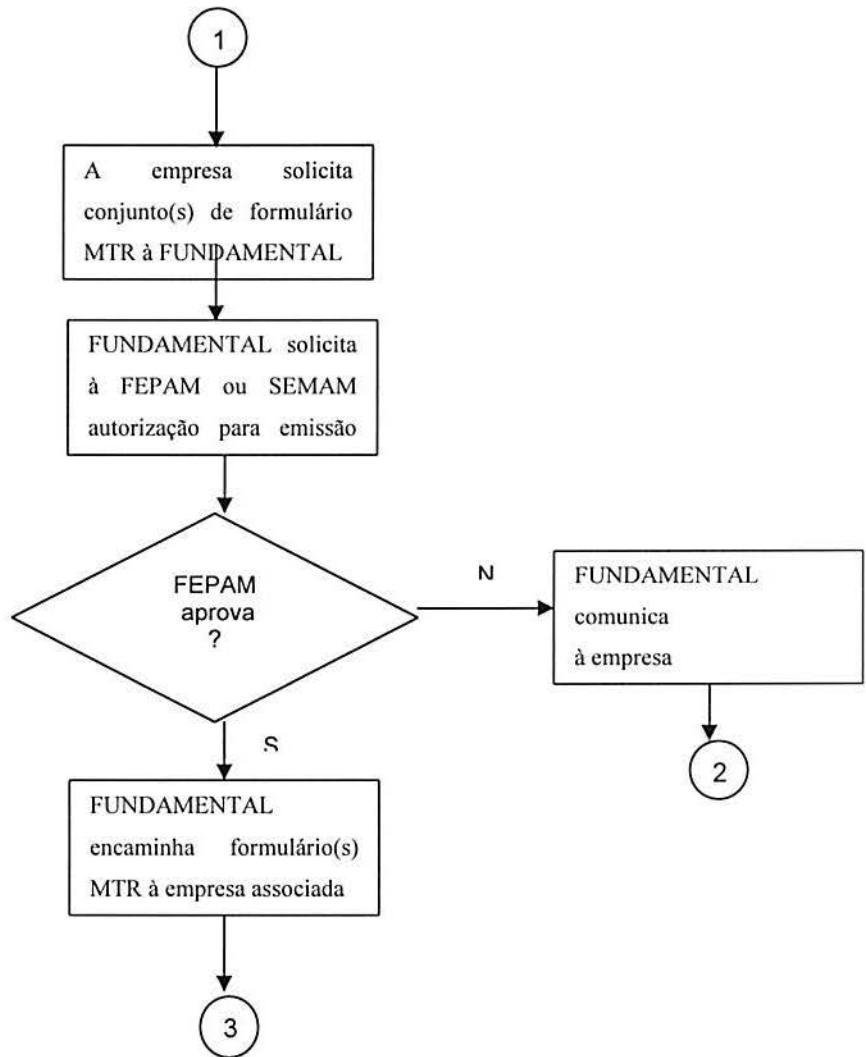 1
A empresa solicita
conjunto(s) de formulário
MTR à FUNDAMENTAL
FUNDAMENTAL solicita
à FEPAM ou SEMAM
autorização para emissão
FEPAM
aprova
?
N
FUNDAMENTAL
comunica
à empresa
2
S
FUNDAMENTAL
encaminha formulário(s)
MTR à empresa associada
3